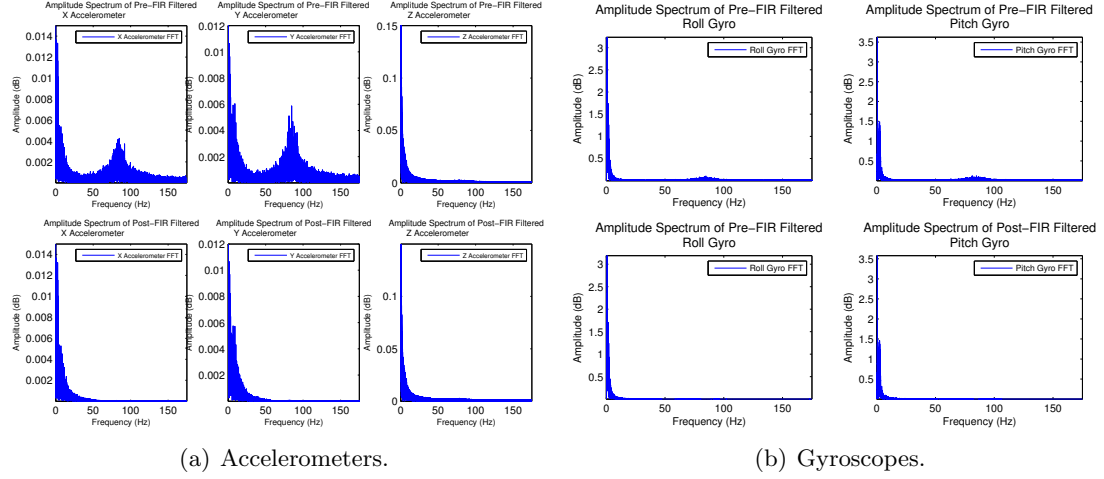 Amplitude Spectrum of Pre-FIR Filtered
X Accelerometer
X Accelerometer FFT
Amplitude (dB)
0.014
0.012
0.01
0.008
0.006
0.004
0.002
0 50 100 150
Frequency (Hz)
Amplitude Spectrum of Pre-FIR Filtered
Y Accelerometer
Y Accelerometer FFT
Amplitude (dB)
0.012
0.01
0.008
0.006
0.004
0.002
0 50 100 150
Frequency (Hz)
Amplitude Spectrum of Pre-FIR Filtered
Z Accelerometer
Z Accelerometer FFT
Amplitude (dB)
0.15
0.1
0.05
0
0 50 100 150
Frequency (Hz)
Amplitude Spectrum of Post-FIR Filtered
X Accelerometer
X Accelerometer FFT
Amplitude (dB)
0.014
0.012
0.01
0.008
0.006
0.004
0.002
0 50 100 150
Frequency (Hz)
Amplitude Spectrum of Post-FIR Filtered
Y Accelerometer
Y Accelerometer FFT
Amplitude (dB)
0.012
0.01
0.008
0.006
0.004
0.002
0 50 100 150
Frequency (Hz)
Amplitude Spectrum of Post-FIR Filtered
Z Accelerometer
Z Accelerometer FFT
Amplitude (dB)
0.1
0.05
0
0 50 100 150
Frequency (Hz)
(a) Accelerometers.
Amplitude Spectrum of Pre-FIR Filtered
Roll Gyro
Roll Gyro FFT
Amplitude (dB)
3
2.5
2
1.5
1
0.5
0 50 100 150
Frequency (Hz)
Amplitude Spectrum of Pre-FIR Filtered
Pitch Gyro
Pitch Gyro FFT
Amplitude (dB)
3.5
3
2.5
2
1.5
1
0.5
0 50 100 150
Frequency (Hz)
Amplitude Spectrum of Pre-FIR Filtered
Roll Gyro
Roll Gyro FFT
Amplitude (dB)
3
2.5
2
1.5
1
0.5
0 50 100 150
Frequency (Hz)
Amplitude Spectrum of Post-FIR Filtered
Pitch Gyro
Pitch Gyro FFT
Amplitude (dB)
3.5
3
2.5
2
1.5
1
0.5
0 50 100 150
Frequency (Hz)
(b) Gyroscopes.